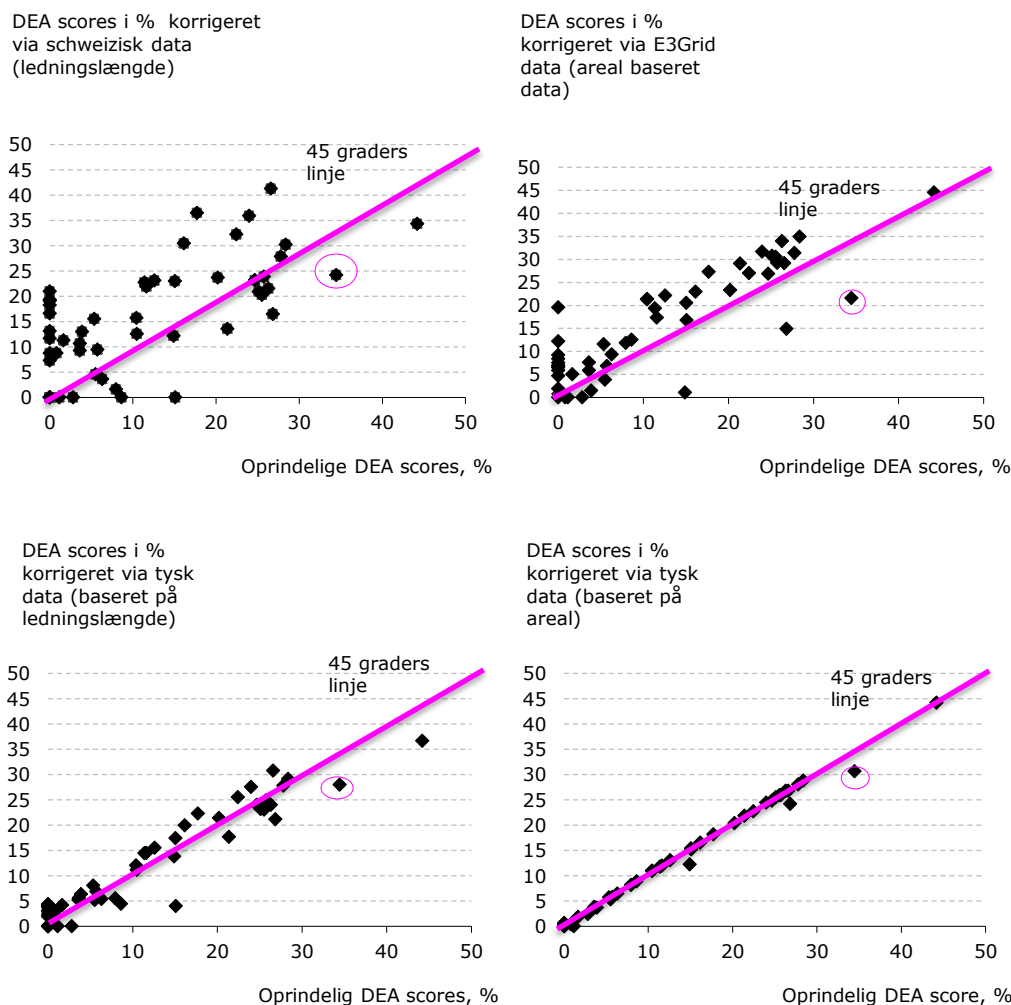 DEA scores i %  korrigeret
via schweizisk data
(ledningslængde)
50
45
40
35
30
25
20
15
10
5
0
45 graders
linje
0 10 20 30 40 50
Oprindelige DEA scores, %
DEA scores i %
korrigeret via E3Grid
data (areal baseret
data)
50
45
40
35
30
25
20
15
10
5
0
45 graders
linje
0 10 20 30 40 50
Oprindelige DEA scores, %
DEA scores i %
korrigeret via tysk
data (baseret på
ledningslængde)
50
45
40
35
30
25
20
15
10
5
0
45 graders
linje
0 10 20 30 40 50
Oprindelig DEA scores, %
DEA scores i %
korrigeret via tysk
data (baseret på
areal)
50
45
40
35
30
25
20
15
10
5
0
45 graders
linje
0 10 20 30 40 50
Oprindelig DEA score, %